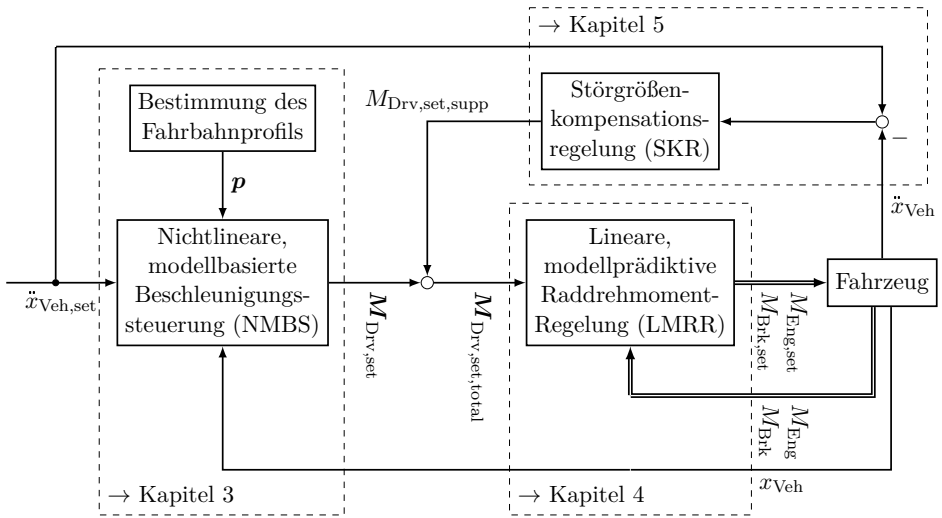 → Kapitel 5
Bestimmung des
Fahrbahnprofils
M_Drv,set,supp
Störgrößen-
kompensations-
regelung (SKR)
−
p
ẍ_Veh
Nichtlineare,
modellbasierte
Beschleunigungs-
steuerung (NMBS)
Lineare,
modellprädiktive
Raddrehmoment-
Regelung (LMRR)
Fahrzeug
ẍ_Veh,set
M_Drv,set
M_Drv,set,total
M_Eng,set
M_Brk,set
M_Eng
M_Brk
x_Veh
→ Kapitel 3
→ Kapitel 4